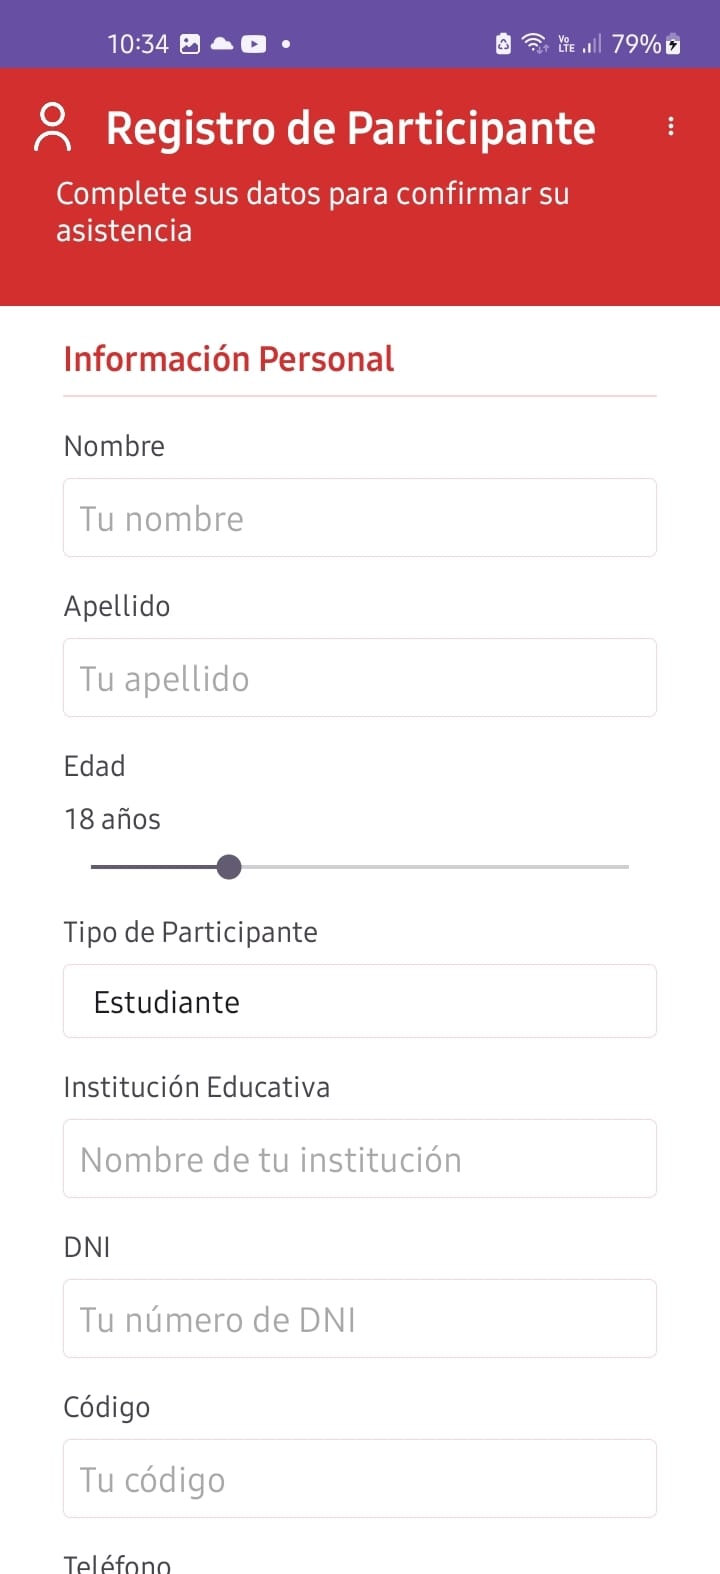 10:34 Vo LTE 79%
Registro de Participante
Complete sus datos para confirmar su
asistencia
Información Personal
Nombre
Tu nombre
Apellido
Tu apellido
Edad
18 años
Tipo de Participante
Estudiante
Institución Educativa
Nombre de tu institución
DNI
Tu número de DNI
Código
Tu código
Teléfono